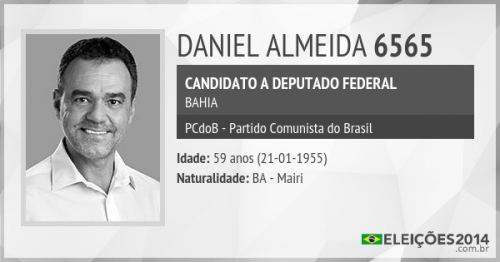 DANIEL ALMEIDA 6565
CANDIDATO A DEPUTADO FEDERAL
BAHIA
PCdoB - Partido Comunista do Brasil
Idade: 59 anos (21-01-1955)
Naturalidade: BA - Mairi
ELEIÇÕES2014
.com.br